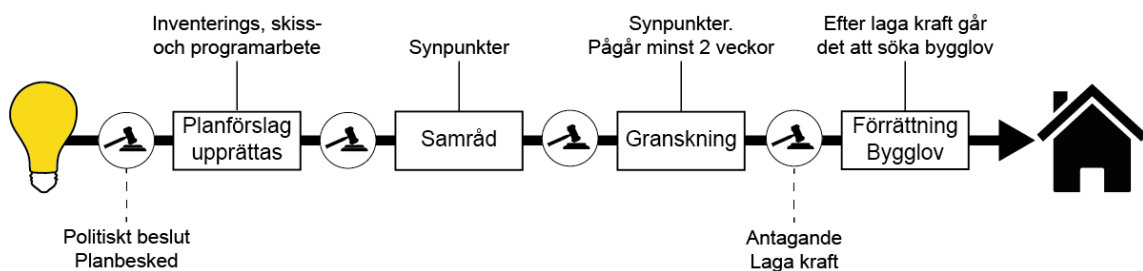 Inventerings, skiss-
och programarbete
Synpunkter
Synpunkter.
Pågår minst 2 veckor
Efter laga kraft går
det att söka bygglov
Planförslag
upprättas
Samråd
Granskning
Förrättning
Bygglov
Politiskt beslut
Planbesked
Antagande
Laga kraft